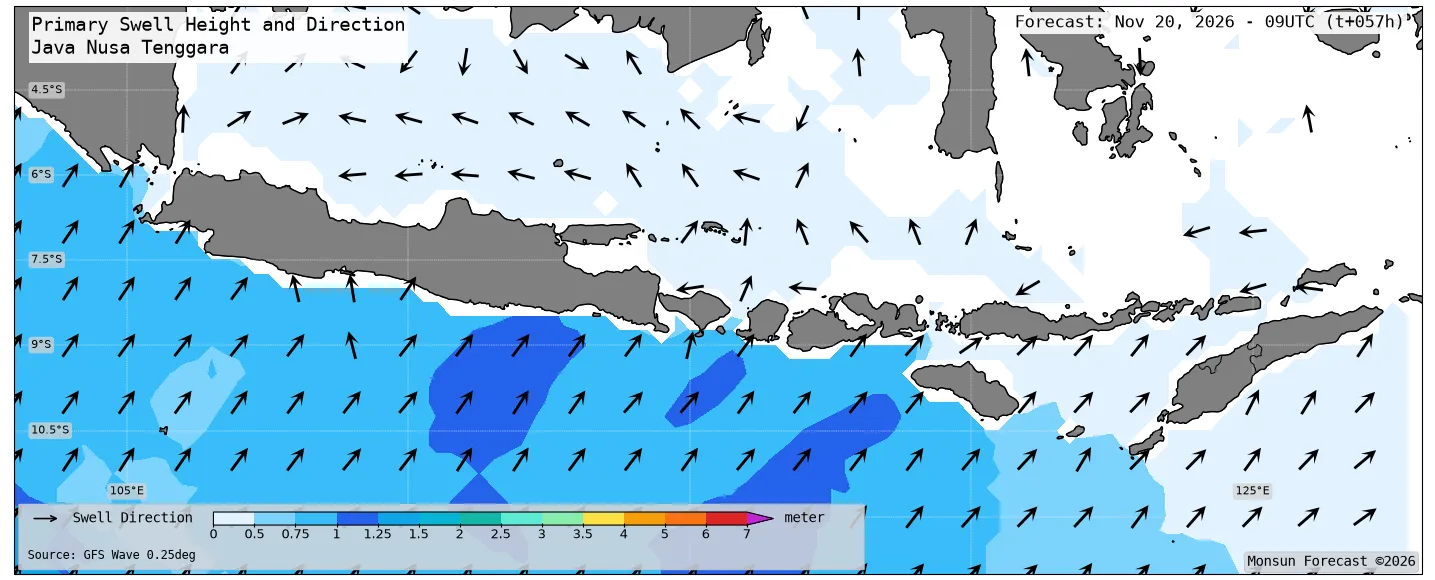 Primary Swell Height and Direction
Java Nusa Tenggara
Forecast: Nov 20, 2026 - 09UTC (t+057h)
4.5°S
6°S
7.5°S
9°S
10.5°S
105°E
125°E
Swell Direction
0 0.5 0.75 1 1.25 1.5 2 2.5 3 3.5 4 5 6 7
meter
Source: GFS Wave 0.25deg
Monsun Forecast ©2026